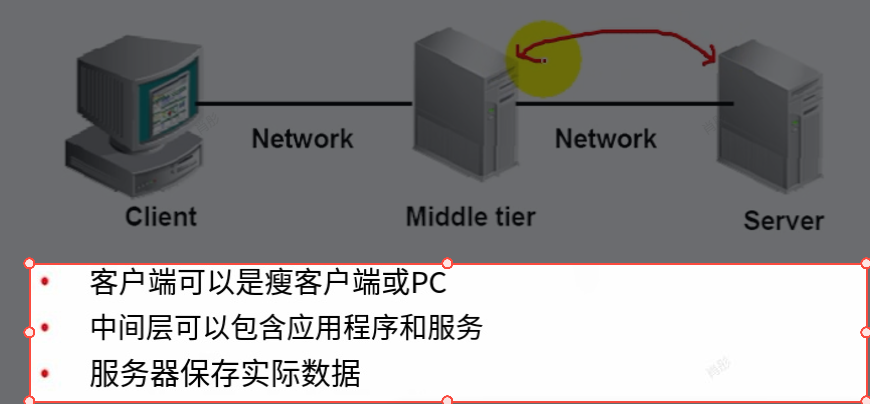 Network
Network
Client
Middle tier
Server
• 客户端可以是瘦客户端或PC
• 中间层可以包含应用程序和服务
• 服务器保存实际数据